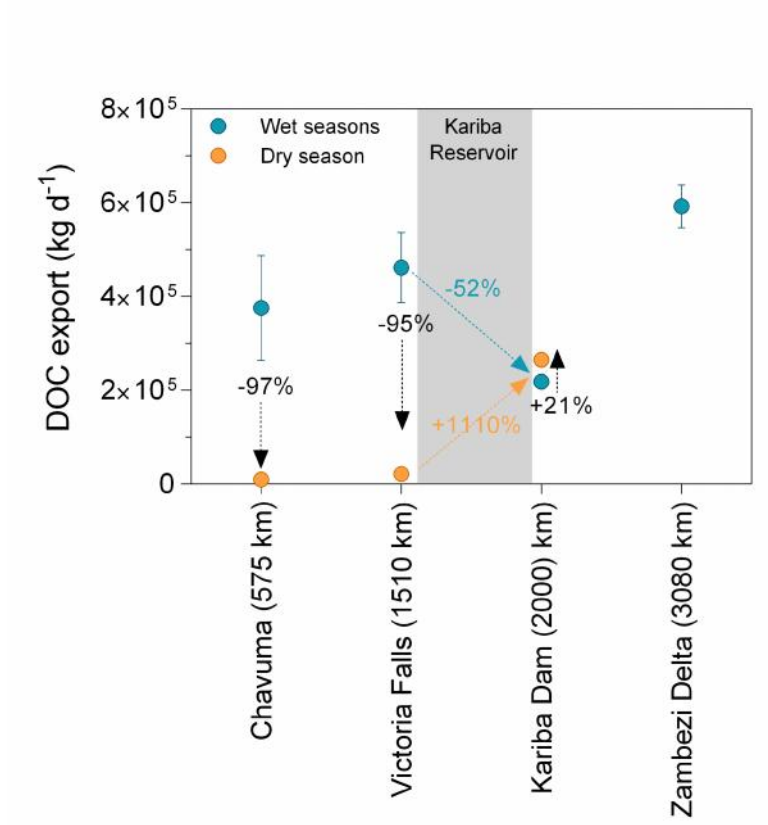 8×10⁵
Wet seasons
Dry season
Kariba
Reservoir
6×10⁵
4×10⁵
2×10⁵
0
DOC export (kg d⁻¹)
-52%
-95%
-97%
+21%
+1110%
Chavuma (575 km)
Victoria Falls (1510 km)
Kariba Dam (2000) km)
Zambezi Delta (3080 km)